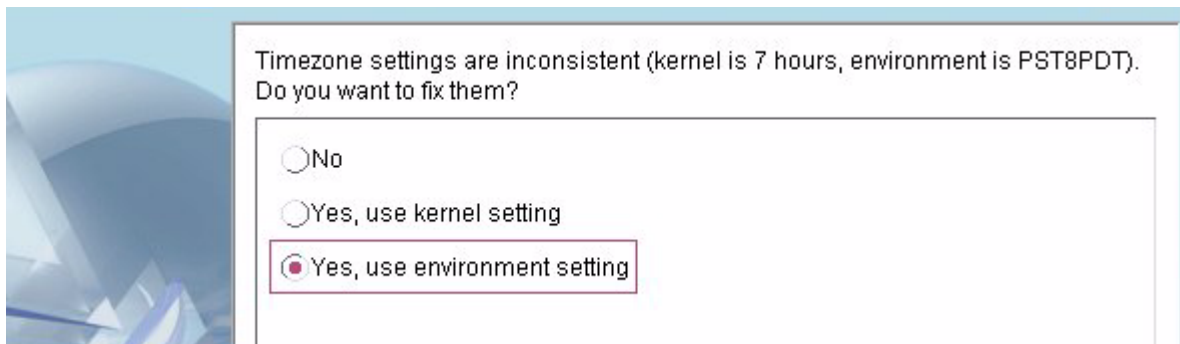 Timezone settings are inconsistent (kernel is 7 hours, environment is PST8PDT).
Do you want to fix them?
No
Yes, use kernel setting
Yes, use environment setting